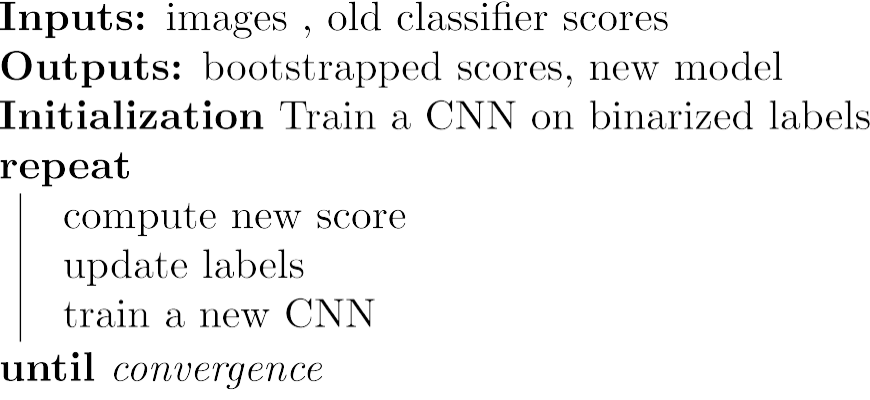 Inputs: images , old classifier scores
Outputs: bootstrapped scores, new model
Initialization Train a CNN on binarized labels
repeat
compute new score
update labels
train a new CNN
until convergence